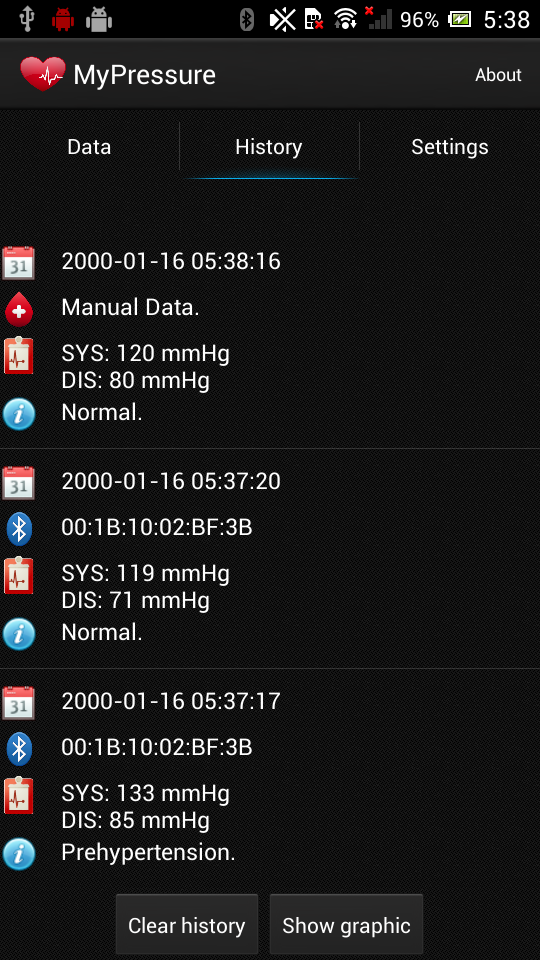 96% 5:38
MyPressure
About
Data
History
Settings
31
2000-01-16 05:38:16
Manual Data.
SYS: 120 mmHg
DIS: 80 mmHg
Normal.
31
2000-01-16 05:37:20
00:1B:10:02:BF:3B
SYS: 119 mmHg
DIS: 71 mmHg
Normal.
31
2000-01-16 05:37:17
00:1B:10:02:BF:3B
SYS: 133 mmHg
DIS: 85 mmHg
Prehypertension.
Clear history
Show graphic